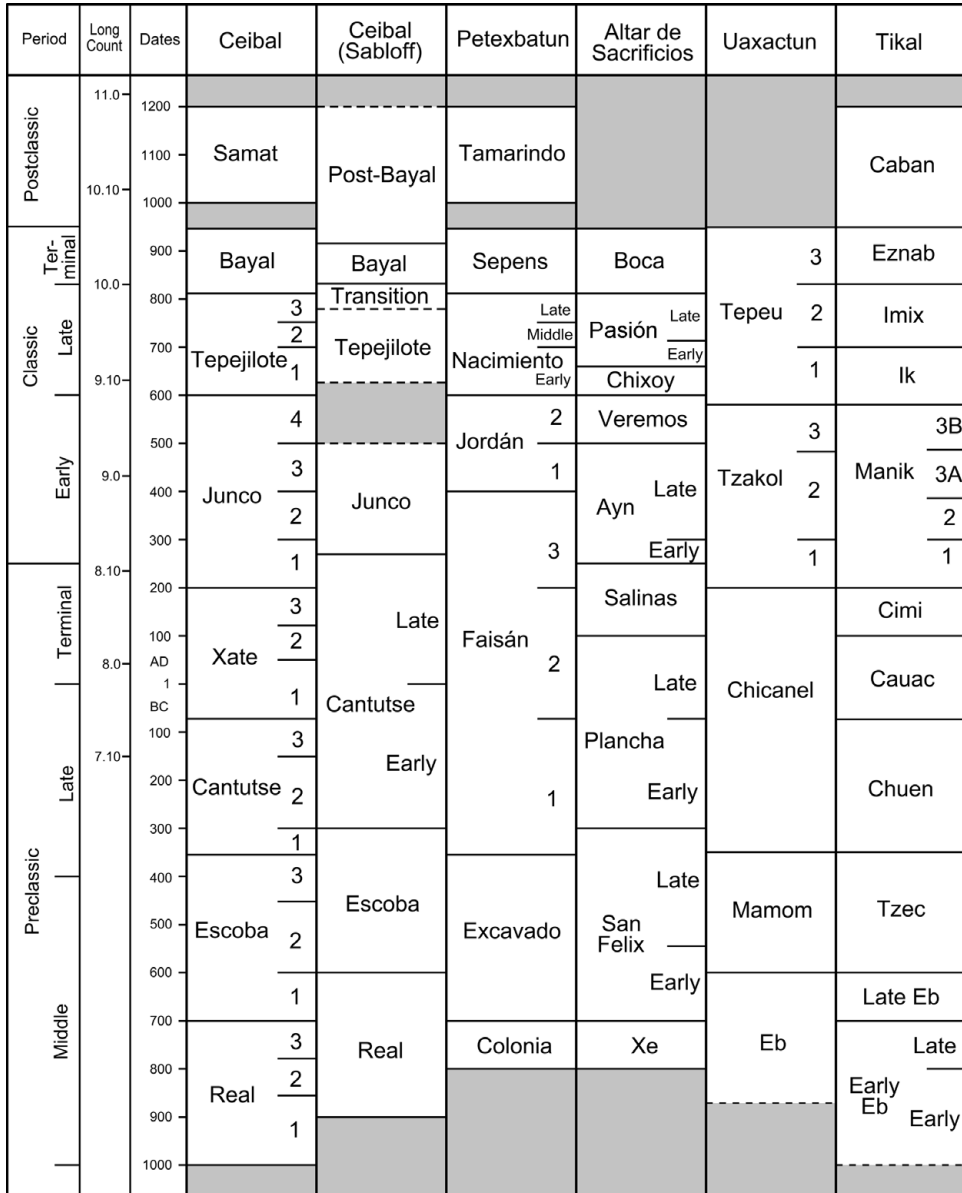 Period
Long
Count
Dates
Ceibal
Ceibal
(Sabloff)
Petexbatun
Altar de
Sacrificios
Uaxactun
Tikal
Postclassic
Classic
Ter-
minal
Late
Early
Preclassic
Terminal
Late
Middle
11.0
10.10
10.0
9.10
9.0
8.10
8.0
7.10
1200
1100
1000
900
800
700
600
500
400
300
200
100
AD
1
BC
100
200
300
400
500
600
700
800
900
1000
Samat
Bayal
Tepejilote
3
2
1
Junco
4
3
2
1
Xate
3
2
1
Cantutse
3
2
1
Escoba
3
2
1
Real
3
2
1
Post-Bayal
Bayal
Transition
Tepejilote
Junco
Late
Cantutse
Early
Escoba
Real
Tamarindo
Sepens
Late
Middle
Nacimiento
Early
Jordán
2
1
Faisán
3
2
1
Excavado
Colonia
Boca
Pasión
Late
Early
Chixoy
Veremos
Ayn
Late
Early
Salinas
Late
Plancha
Early
Late
San
Felix
Early
Xe
Tepeu
3
2
1
Tzakol
3
2
1
Chicanel
Mamom
Eb
Caban
Eznab
Imix
Ik
Manik
3B
3A
2
1
Cimi
Cauac
Chuen
Tzec
Late Eb
Late
Early
Eb
Early